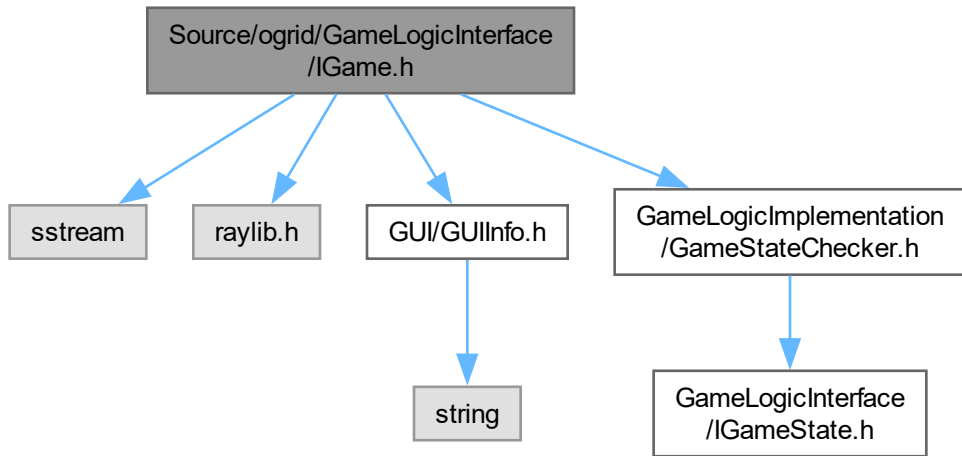 Source/ogrid/GameLogicInterface
/IGame.h
sstream
raylib.h
GUI/GUIInfo.h
GameLogicImplementation
/GameStateChecker.h
string
GameLogicInterface
/IGameState.h